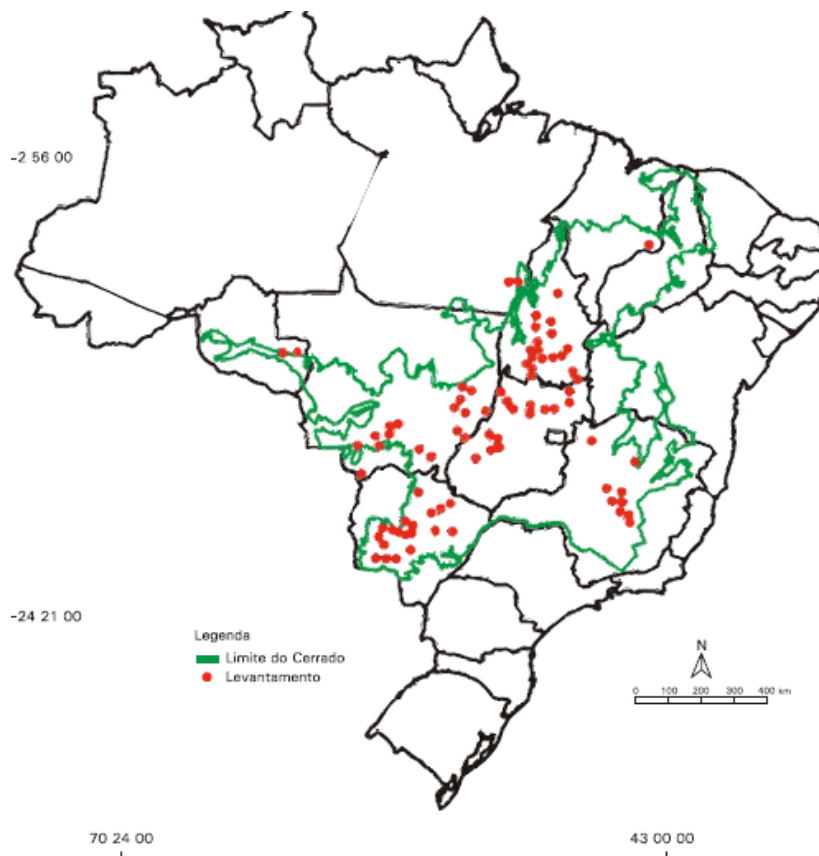 -2 56 00
-24 21 00
Legenda
Limite do Cerrado
Levantamento
N
0 100 200 300 400 km
70 24 00
43 00 00